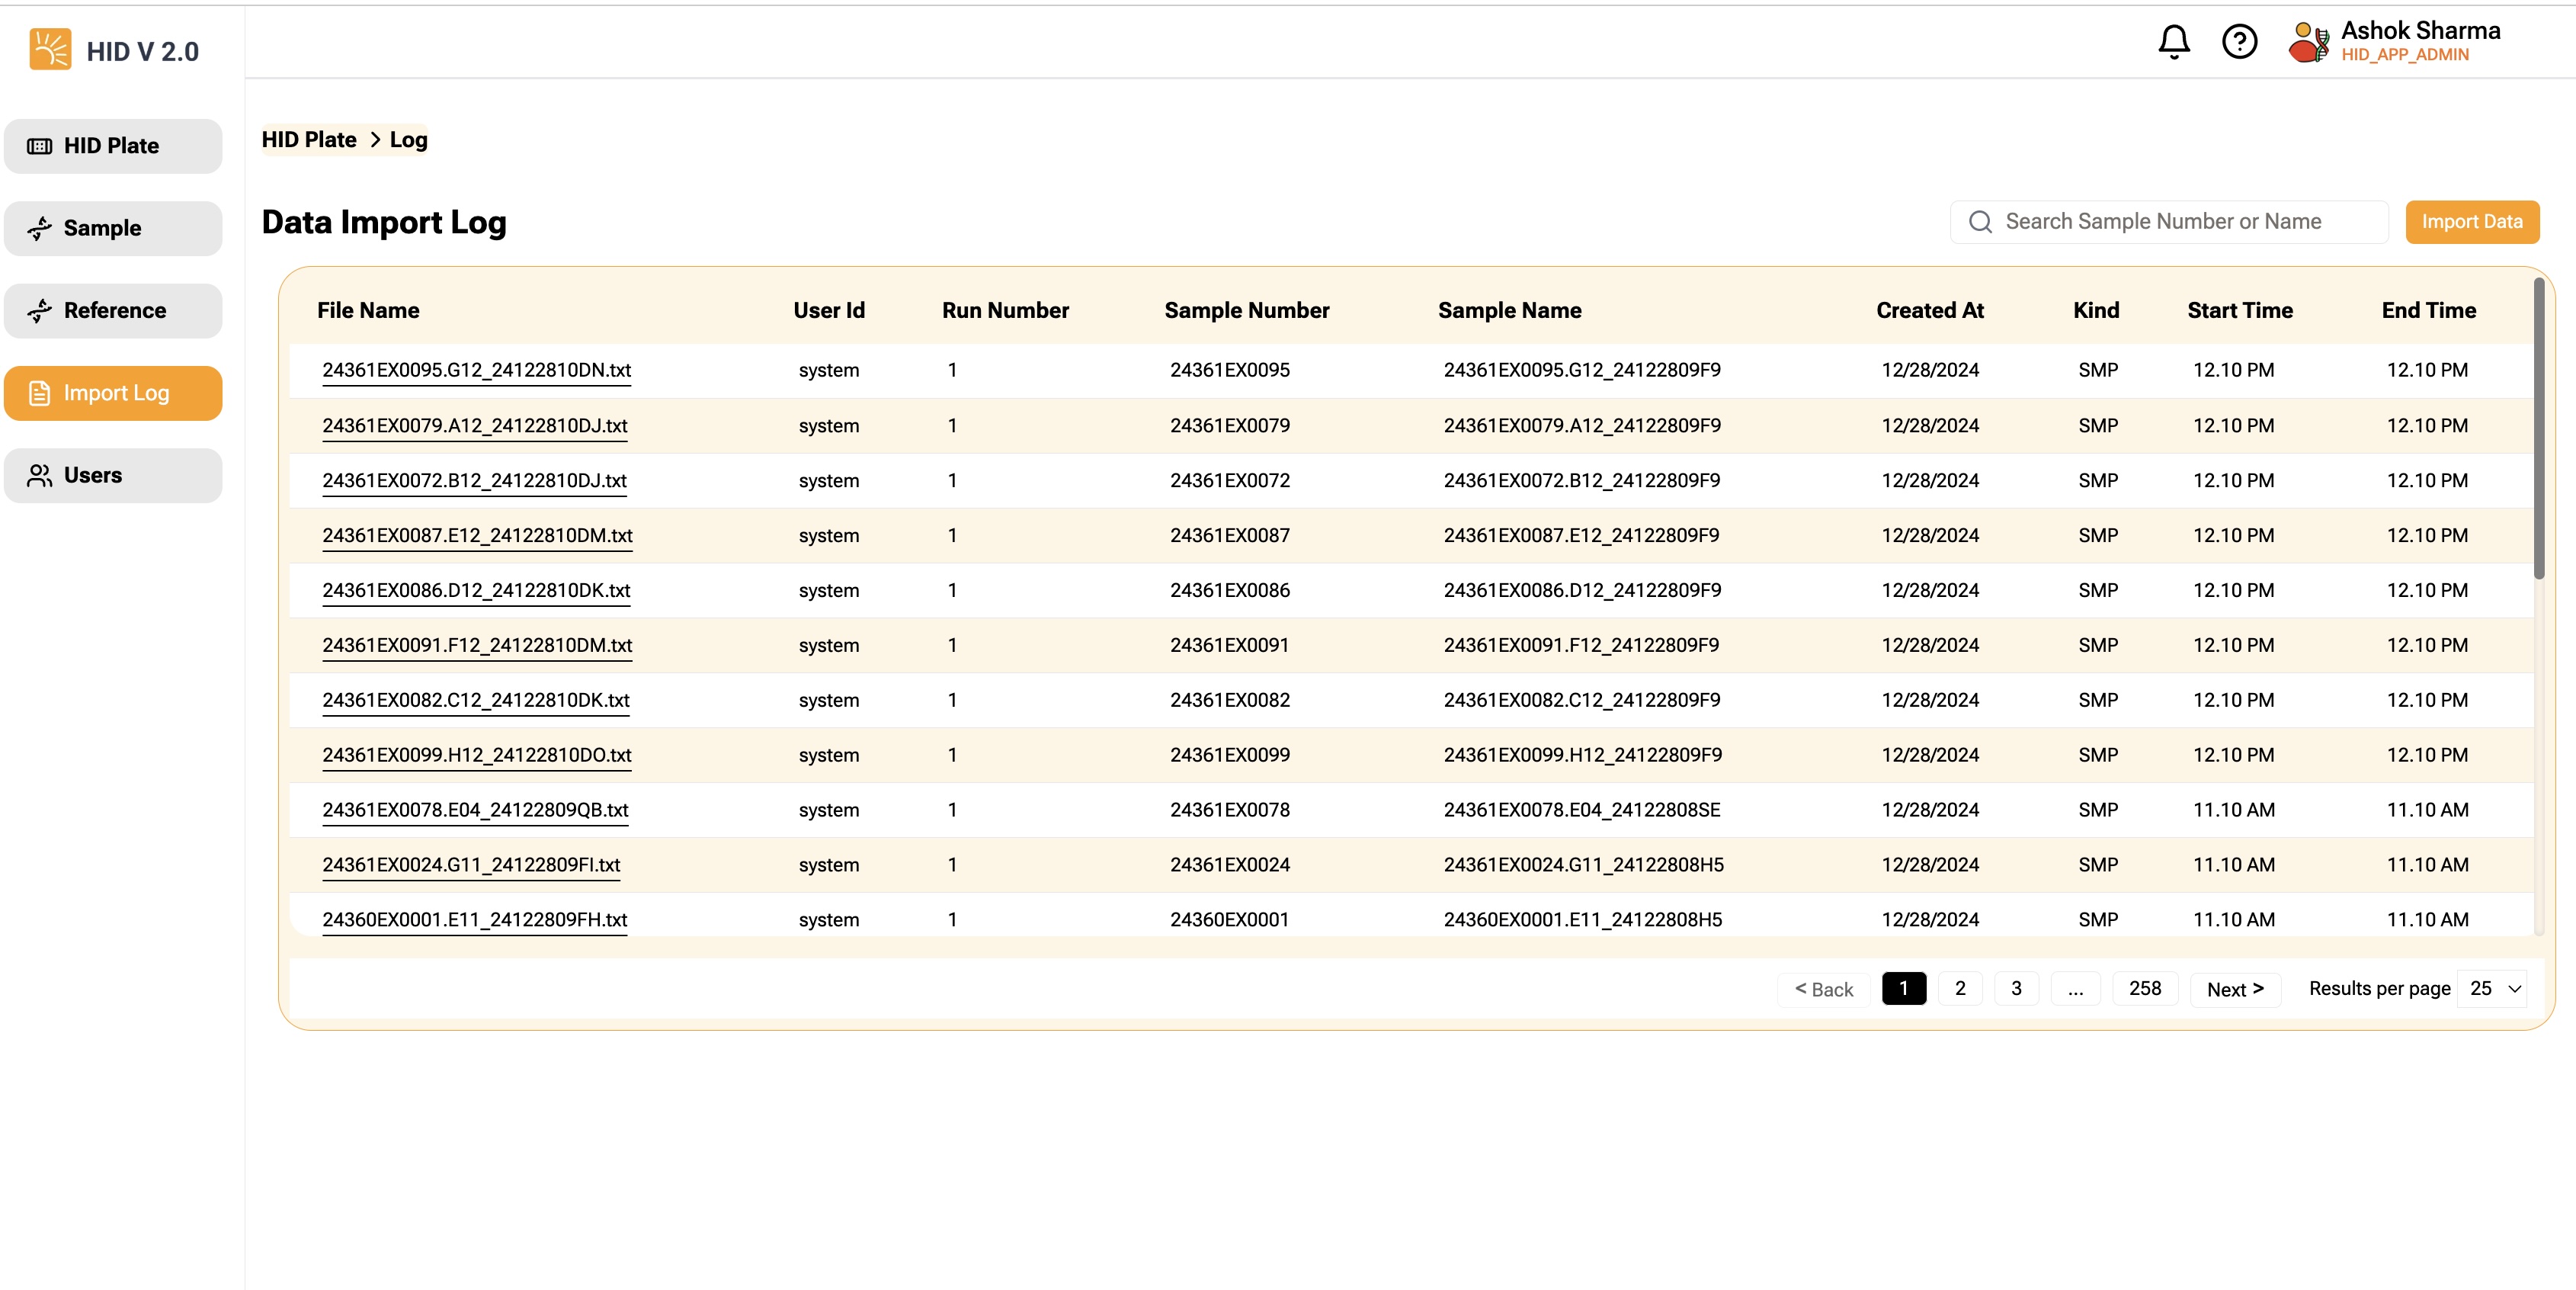 HID V 2.0
Ashok Sharma
HID_APP_ADMIN
HID Plate
Sample
Reference
Import Log
Users
HID Plate > Log
Data Import Log
Search Sample Number or Name
Import Data
File Name User Id Run Number Sample Number Sample Name Created At Kind Start Time End Time
24361EX0095.G12_24122810DN.txt system 1 24361EX0095 24361EX0095.G12_24122809F9 12/28/2024 SMP 12.10 PM 12.10 PM
24361EX0079.A12_24122810DJ.txt system 1 24361EX0079 24361EX0079.A12_24122809F9 12/28/2024 SMP 12.10 PM 12.10 PM
24361EX0072.B12_24122810DJ.txt system 1 24361EX0072 24361EX0072.B12_24122809F9 12/28/2024 SMP 12.10 PM 12.10 PM
24361EX0087.E12_24122810DM.txt system 1 24361EX0087 24361EX0087.E12_24122809F9 12/28/2024 SMP 12.10 PM 12.10 PM
24361EX0086.D12_24122810DK.txt system 1 24361EX0086 24361EX0086.D12_24122809F9 12/28/2024 SMP 12.10 PM 12.10 PM
24361EX0091.F12_24122810DM.txt system 1 24361EX0091 24361EX0091.F12_24122809F9 12/28/2024 SMP 12.10 PM 12.10 PM
24361EX0082.C12_24122810DK.txt system 1 24361EX0082 24361EX0082.C12_24122809F9 12/28/2024 SMP 12.10 PM 12.10 PM
24361EX0099.H12_24122810DO.txt system 1 24361EX0099 24361EX0099.H12_24122809F9 12/28/2024 SMP 12.10 PM 12.10 PM
24361EX0078.E04_24122809QB.txt system 1 24361EX0078 24361EX0078.E04_24122808SE 12/28/2024 SMP 11.10 AM 11.10 AM
24361EX0024.G11_24122809FI.txt system 1 24361EX0024 24361EX0024.G11_24122808H5 12/28/2024 SMP 11.10 AM 11.10 AM
24360EX0001.E11_24122809FH.txt system 1 24360EX0001 24360EX0001.E11_24122808H5 12/28/2024 SMP 11.10 AM 11.10 AM
< Back 1 2 3 ... 258 Next > Results per page 25